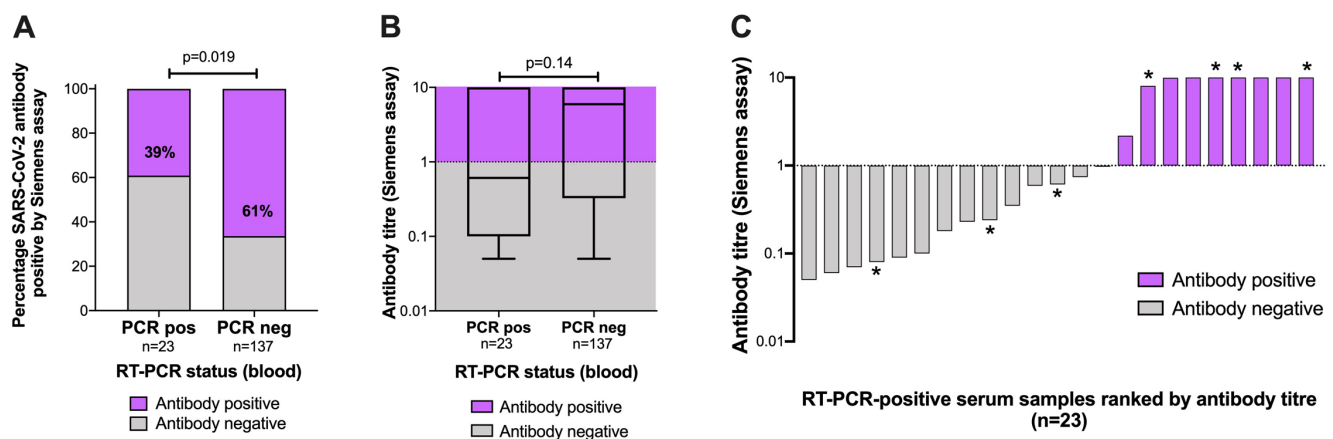 A
p=0.019
Percentage SARS-CoV-2 antibody
positive by Siemens assay
100
80
60
40
20
0
39%
61%
PCR pos
n=23
PCR neg
n=137
RT-PCR status (blood)
Antibody positive
Antibody negative
B
p=0.14
Antibody titre (Siemens assay)
10
1
0.1
0.01
PCR pos
n=23
PCR neg
n=137
RT-PCR status (blood)
Antibody positive
Antibody negative
C
Antibody titre (Siemens assay)
10
1
0.1
0.01
* * * * * * *
Antibody positive
Antibody negative
RT-PCR-positive serum samples ranked by antibody titre
(n=23)